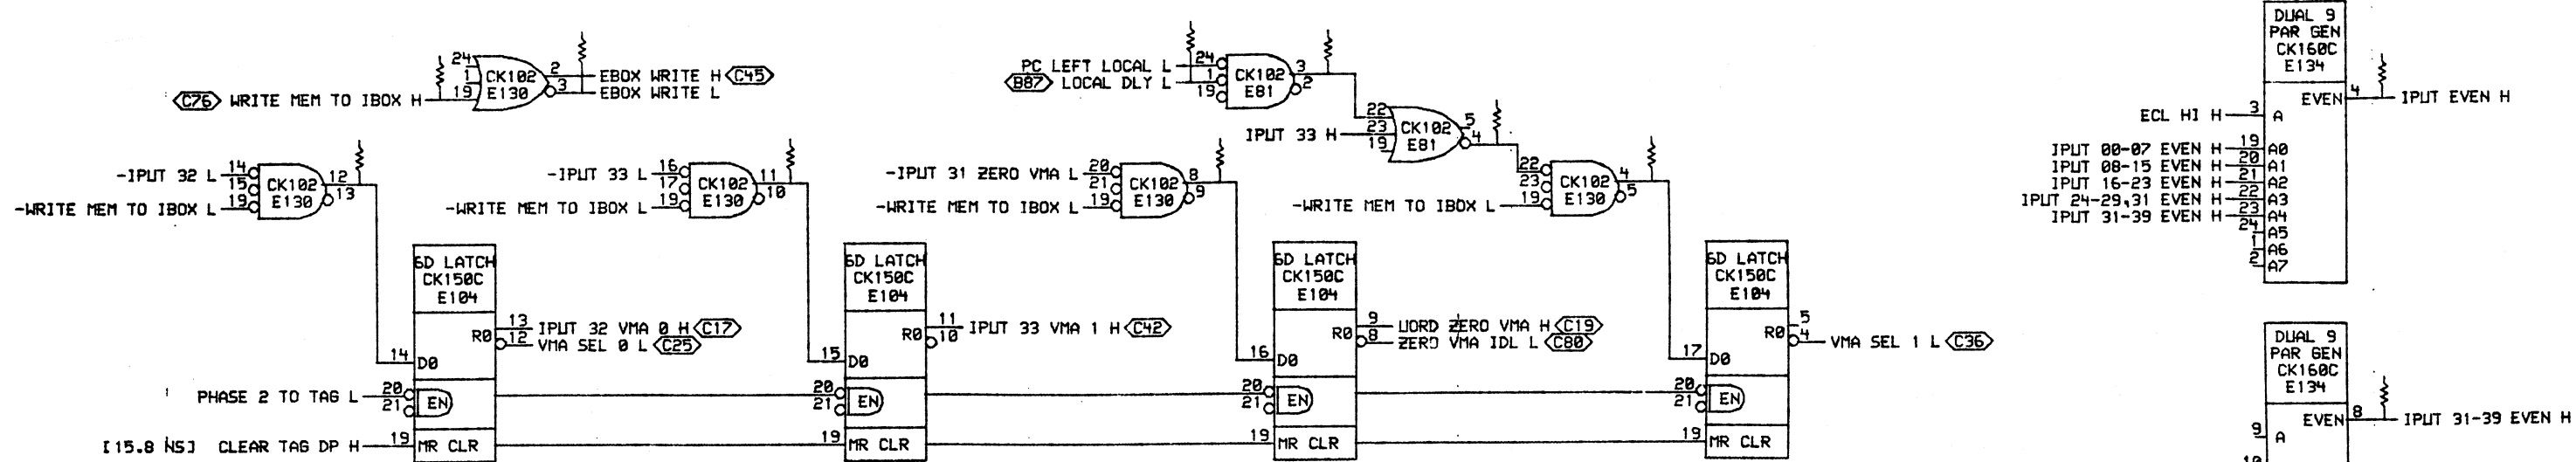 24
1
19
CK102
E130
2
3
EBOX WRITE H C45
EBOX WRITE L
C76 WRITE MEM TO IBOX H
PC LEFT LOCAL L
B87 LOCAL DLY L
24
1
19
CK102
E81
3
2
IPUT 33 H
22
23
19
CK102
E81
5
4
-IPUT 32 L
-WRITE MEM TO IBOX L
14
15
19
CK102
E130
12
13
-IPUT 33 L
-WRITE MEM TO IBOX L
16
17
19
CK102
E130
11
10
-IPUT 31 ZERO VMA L
-WRITE MEM TO IBOX L
20
21
19
CK102
E130
8
9
-WRITE MEM TO IBOX L
22
23
19
CK102
E130
4
5
6D LATCH
CK150C
E104
R0
13 IPUT 32 VMA 0 H C17
12 VMA SEL 0 L C25
14 D0
PHASE 2 TO TAG L
20
21
EN
[15.8 NS] CLEAR TAG DP H 19 MR CLR
6D LATCH
CK150C
E104
R0
11 IPUT 33 VMA 1 H C42
10
15 D0
20
21
EN
19 MR CLR
6D LATCH
CK150C
E104
R0
9 WORD ZERO VMA H C19
8 ZERO VMA IDL L C80
16 D0
20
21
EN
19 MR CLR
6D LATCH
CK150C
E104
R0
5
4 VMA SEL 1 L C36
17 D0
20
21
EN
19 MR CLR
DUAL 9
PAR GEN
CK160C
E134
EVEN 4 IPUT EVEN H
ECL HI H 3 A
IPUT 00-07 EVEN H 19 A0
IPUT 08-15 EVEN H 20 A1
IPUT 16-23 EVEN H 21 A2
IPUT 24-29,31 EVEN H 22 A3
IPUT 31-39 EVEN H 23 A4
24 A5
1 A6
2 A7
DUAL 9
PAR GEN
CK160C
E134
EVEN 8 IPUT 31-39 EVEN H
9 A
10